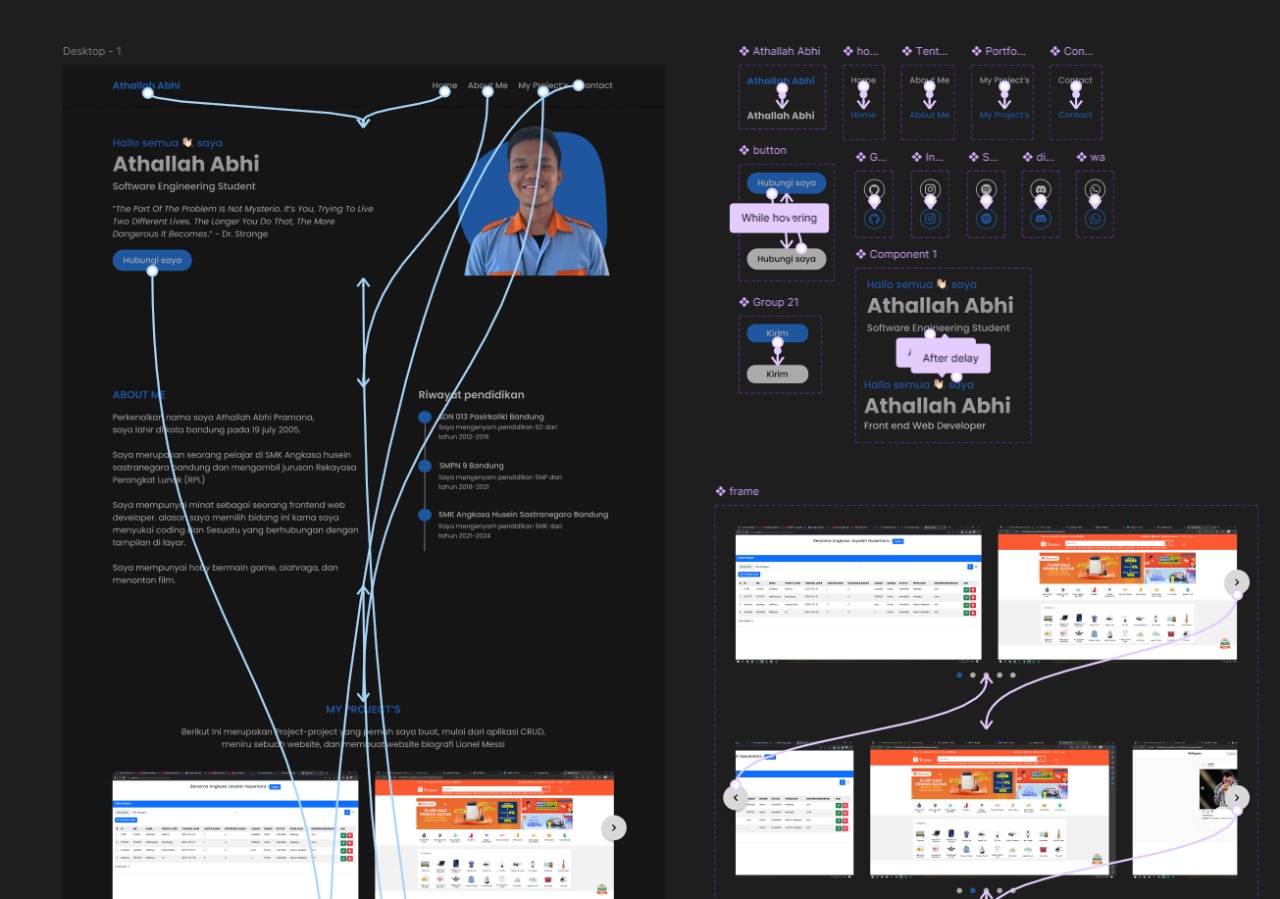 Desktop - 1
Athallah Abhi
Home
About Me
My Project's
Contact
Hallo semua 👋🏻, saya
Athallah Abhi
Software Engineering Student
"The Part Of The Problem Is Not Mysterio. It's You, Trying To Live
Two Different Lives. The Longer You Do That, The More
Dangerous It Becomes." - Dr. Strange
Hubungi saya
ABOUT ME
Perkenalkan nama saya Athallah Abhi Pramana,
saya lahir di kota bandung pada 19 july 2005.
Saya merupakan seorang pelajar di SMK Angkasa husein
sastranegara bandung dan mengambil jurusan Rekayasa
Perangkat Lunak (RPL)
Saya mempunyai minat sebagai seorang frontend web
developer, alasan saya memilih bidang ini karna saya
menyukai coding dan Sesuatu yang berhubungan dengan
tampilan di layar.
Saya mempunyai hoby bermain game, olahraga, dan
menonton film.
Riwayat pendidikan
SDN 013 Pasirkaliki Bandung
Saya mengenyam pendidikan SD dari
tahun 2012-2018
SMPN 9 Bandung
Saya mengenyam pendidikan SMP dari
tahun 2018-2021
SMK Angkasa Husein Sastranegara Bandung
Saya mengenyam pendidikan SMK dari
tahun 2021-2024
MY PROJECT'S
Berikut Ini merupakan Project-project yang pernah saya buat, mulai dari aplikasi CRUD,
meniru sebuah website, dan membuat website biografi Lionel Messi
Bersama Angkasa Jayalah Nusantara
Shopee
Athallah Abhi
ho...
Tent...
Portfo...
Con...
Athallah Abhi
Home
About Me
My Project's
Contact
Athallah Abhi
Home
About Me
My Project's
Contact
button
G...
In...
S...
di...
wa
Hubungi saya
While hovering
Hubungi saya
Component 1
Hallo semua 👋🏻, saya
Athallah Abhi
Software Engineering Student
After delay
Hallo semua 👋🏻, saya
Athallah Abhi
Front end Web Developer
Group 21
Kirim
Kirim
frame
Bersama Angkasa Jayalah Nusantara
Shopee
Nusantara
Shopee